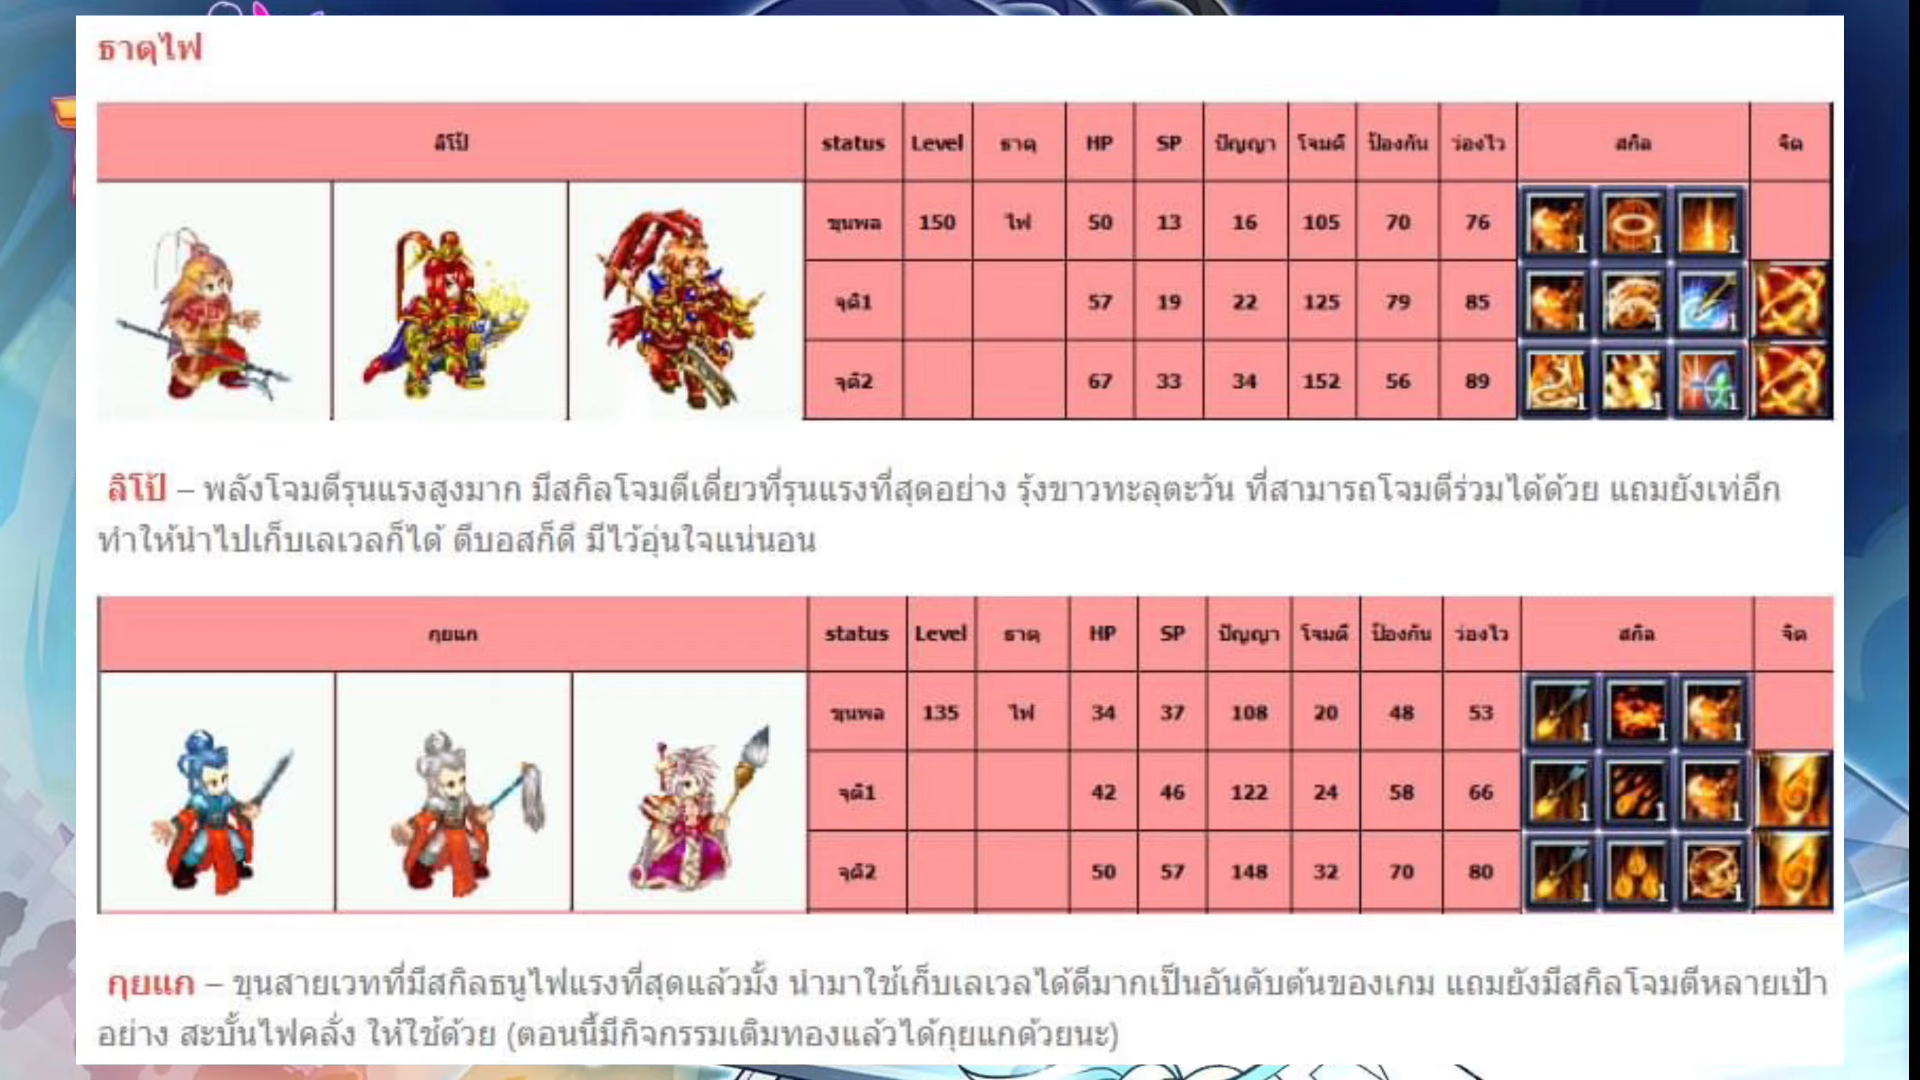 ธาตุไฟ
ลิโป้ status Level ธาตุ HP SP ปัญญา โจมตี ป้องกัน ว่องไว สกิล จิต
ขุนพล 150 ไฟ 50 13 16 105 70 76 1 1 1
จุติ1 57 19 22 125 79 85 1 1 1
จุติ2 67 33 34 152 56 89 1 1 1
ลิโป้ – พลังโจมตีรุนแรงสูงมาก มีสกิลโจมตีเดี่ยวที่รุนแรงที่สุดอย่าง รุ้งขาวทะลุตะวัน ที่สามารถโจมตีร่วมได้ด้วย แถมยังเท่อีก
ทำให้นำไปเก็บเลเวลก็ได้ ตีบอสก็ดี มีไว้อุ่นใจแน่นอน
กุยแก status Level ธาตุ HP SP ปัญญา โจมตี ป้องกัน ว่องไว สกิล จิต
ขุนพล 135 ไฟ 34 37 108 20 48 53 1 1 1
จุติ1 42 46 122 24 58 66 1 1 1
จุติ2 50 57 148 32 70 80 1 1 1
กุยแก – ขุนสายเวทที่มีสกิลธนูไฟแรงที่สุดแล้วมั้ง นำมาใช้เก็บเลเวลได้ดีมากเป็นอันดับต้นของเกม แถมยังมีสกิลโจมตีหลายเป้า
อย่าง สะบั้นไฟคลั่ง ให้ใช้ด้วย (ตอนนี้มีกิจกรรมเติมทองแล้วได้กุยแกด้วยนะ)